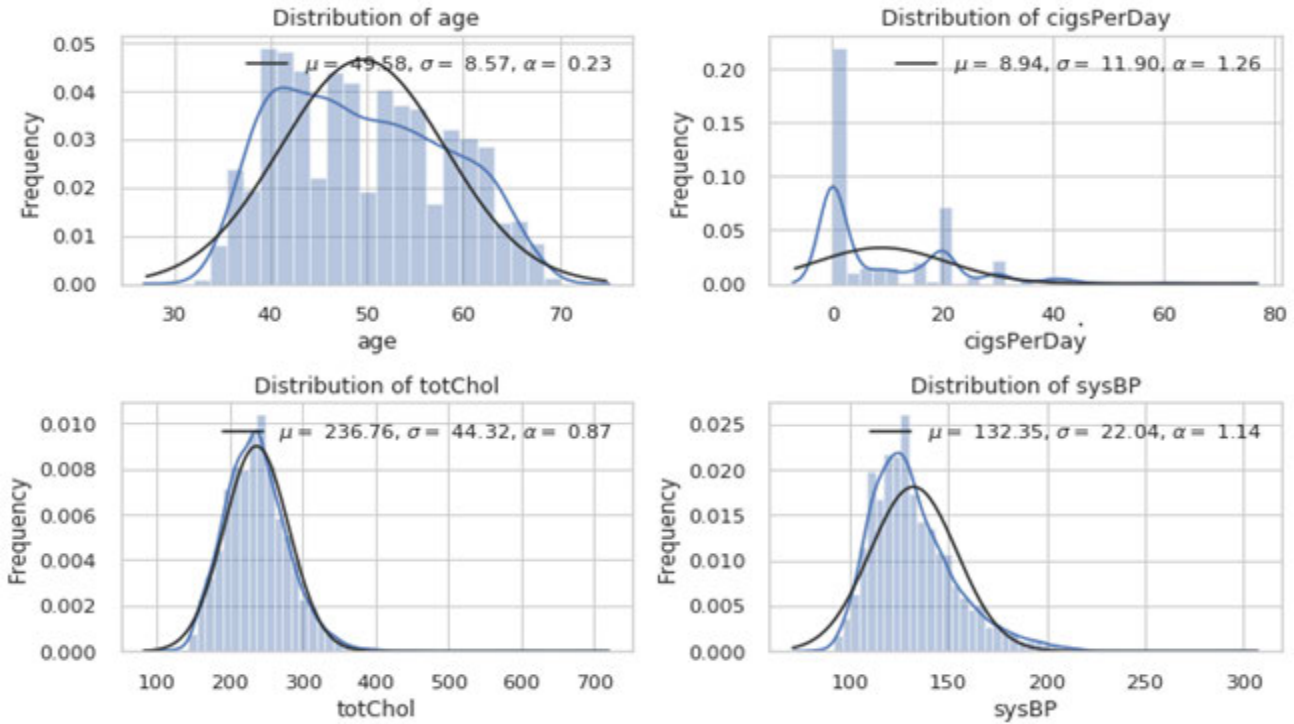 Distribution of age
μ = 49.58, σ = 8.57, α = 0.23
Frequency
0.05
0.04
0.03
0.02
0.01
0.00
30 40 50 60 70
age
Distribution of cigsPerDay
μ = 8.94, σ = 11.90, α = 1.26
Frequency
0.20
0.15
0.10
0.05
0.00
0 20 40 60 80
cigsPerDay
Distribution of totChol
μ = 236.76, σ = 44.32, α = 0.87
Frequency
0.010
0.008
0.006
0.004
0.002
0.000
100 200 300 400 500 600 700
totChol
Distribution of sysBP
μ = 132.35, σ = 22.04, α = 1.14
Frequency
0.025
0.020
0.015
0.010
0.005
0.000
100 150 200 250 300
sysBP